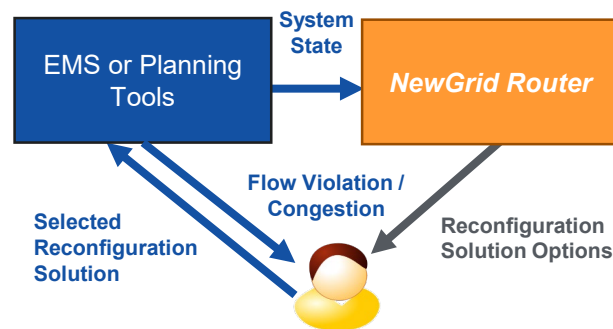 System
State
EMS or Planning
Tools
NewGrid Router
Flow Violation /
Congestion
Selected
Reconfiguration
Solution
Reconfiguration
Solution Options